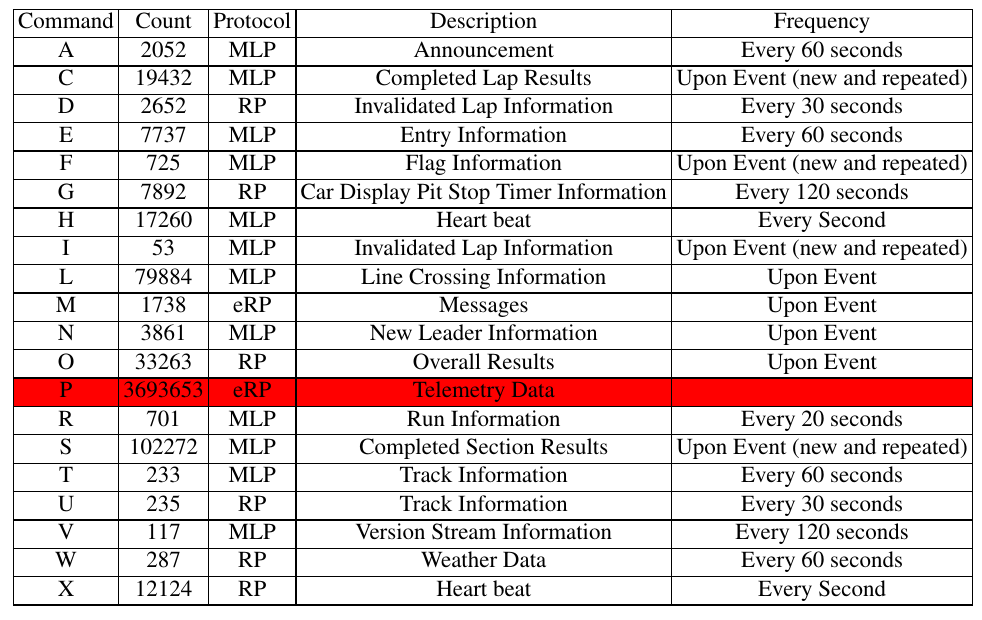 Command Count Protocol Description Frequency
A 2052 MLP Announcement Every 60 seconds
C 19432 MLP Completed Lap Results Upon Event (new and repeated)
D 2652 RP Invalidated Lap Information Every 30 seconds
E 7737 MLP Entry Information Every 60 seconds
F 725 MLP Flag Information Upon Event (new and repeated)
G 7892 RP Car Display Pit Stop Timer Information Every 120 seconds
H 17260 MLP Heart beat Every Second
I 53 MLP Invalidated Lap Information Upon Event (new and repeated)
L 79884 MLP Line Crossing Information Upon Event
M 1738 eRP Messages Upon Event
N 3861 MLP New Leader Information Upon Event
O 33263 RP Overall Results Upon Event
P 3693653 eRP Telemetry Data
R 701 MLP Run Information Every 20 seconds
S 102272 MLP Completed Section Results Upon Event (new and repeated)
T 233 MLP Track Information Every 60 seconds
U 235 RP Track Information Every 30 seconds
V 117 MLP Version Stream Information Every 120 seconds
W 287 RP Weather Data Every 60 seconds
X 12124 RP Heart beat Every Second